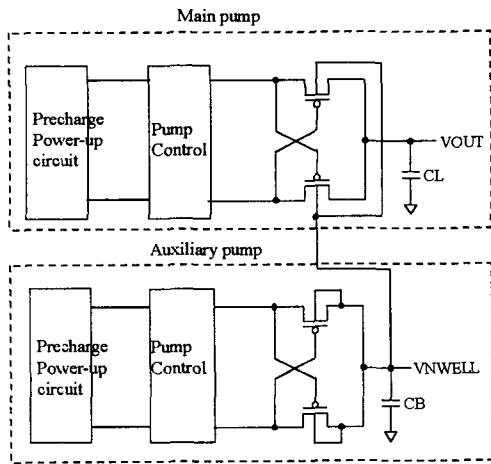 Main pump
Precharge
Power-up
circuit
Pump
Control
VOUT
CL
Auxiliary pump
Precharge
Power-up
circuit
Pump
Control
VNWELL
CB